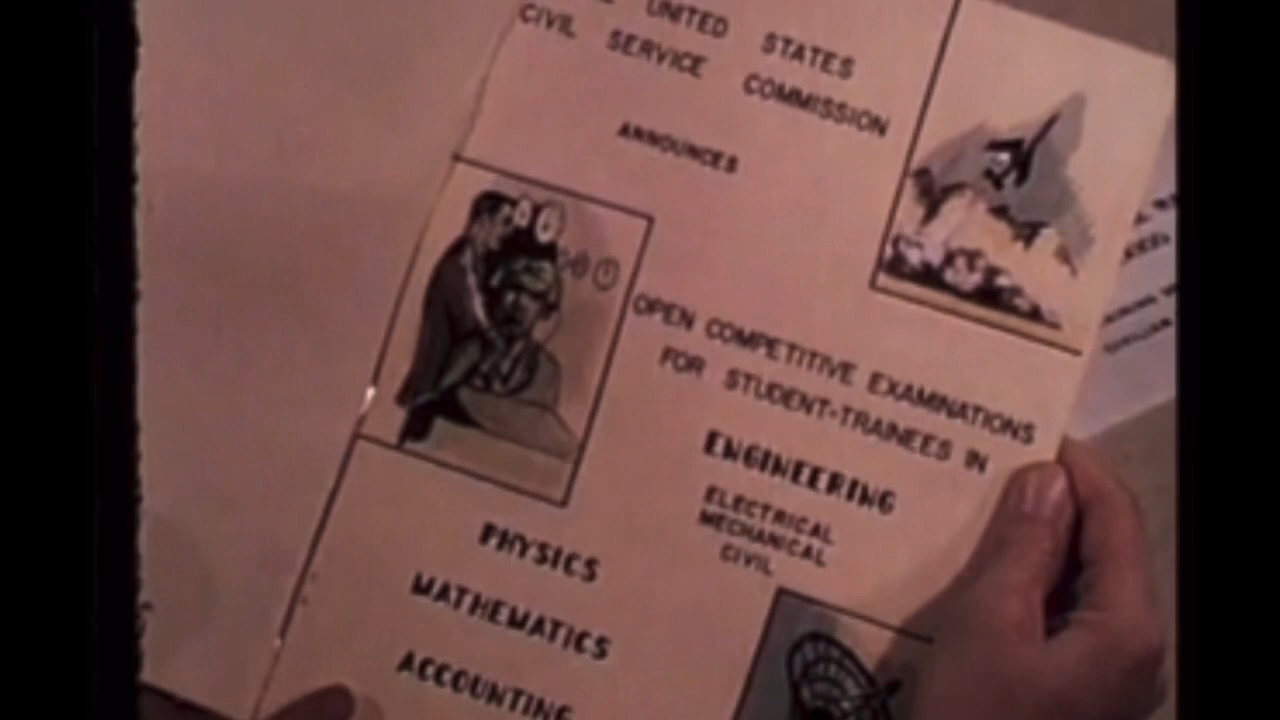 UNITED STATES
CIVIL SERVICE COMMISSION
ANNOUNCES
OPEN COMPETITIVE EXAMINATIONS
FOR STUDENT-TRAINEES IN
ENGINEERING
ELECTRICAL
MECHANICAL
CIVIL
PHYSICS
MATHEMATICS
ACCOUNTING